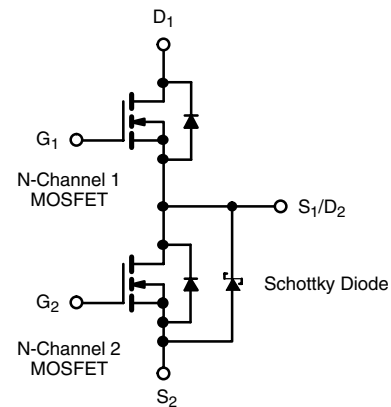 D1
G1
N-Channel 1
MOSFET
S1/D2
Schottky Diode
G2
N-Channel 2
MOSFET
S2